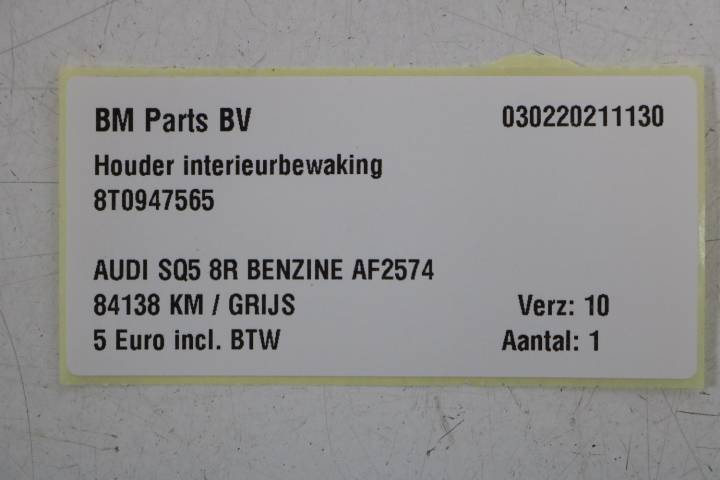 BM Parts BV 030220211130
Houder interieurbewaking
8T0947565
AUDI SQ5 8R BENZINE AF2574
84138 KM / GRIJS Verz: 10
5 Euro incl. BTW Aantal: 1